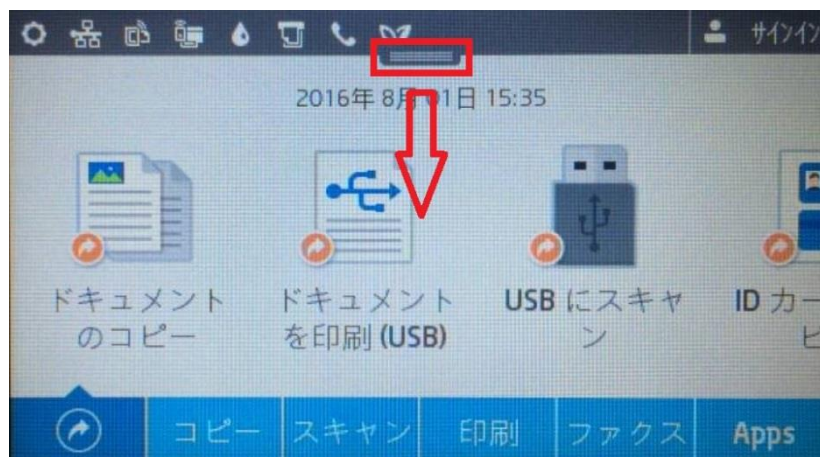 サインイン
2016年 8月 01日 15:35
ドキュメント
のコピー
ドキュメント
を印刷 (USB)
USB にスキャ
ン
ID カー
ピ
コピー
スキャン
印刷
ファクス
Apps